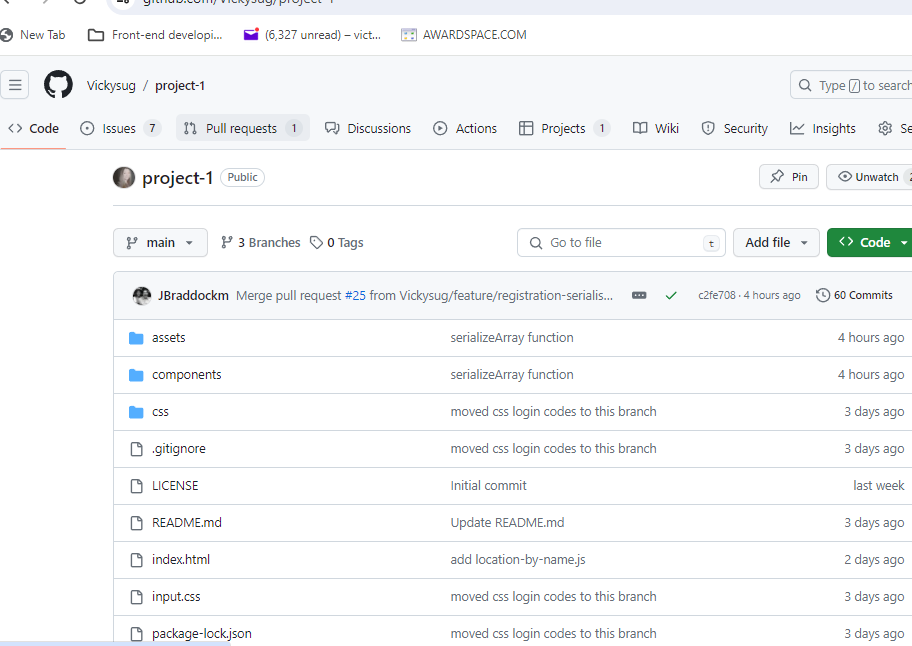 github.com/Vickysug/project-1
New Tab Front-end developi... (6,327 unread) – vict... AWARDSPACE.COM
Vickysug / project-1 Type / to search
Code Issues 7 Pull requests 1 Discussions Actions Projects 1 Wiki Security Insights Se
project-1 Public Pin Unwatch 2
main 3 Branches 0 Tags Go to file t Add file Code
JBraddockm Merge pull request #25 from Vickysug/feature/registration-serialis... c2fe708 · 4 hours ago 60 Commits
assets serializeArray function 4 hours ago
components serializeArray function 4 hours ago
css moved css login codes to this branch 3 days ago
.gitignore moved css login codes to this branch 3 days ago
LICENSE Initial commit last week
README.md Update README.md 3 days ago
index.html add location-by-name.js 2 days ago
input.css moved css login codes to this branch 3 days ago
package-lock.json moved css login codes to this branch 3 days ago